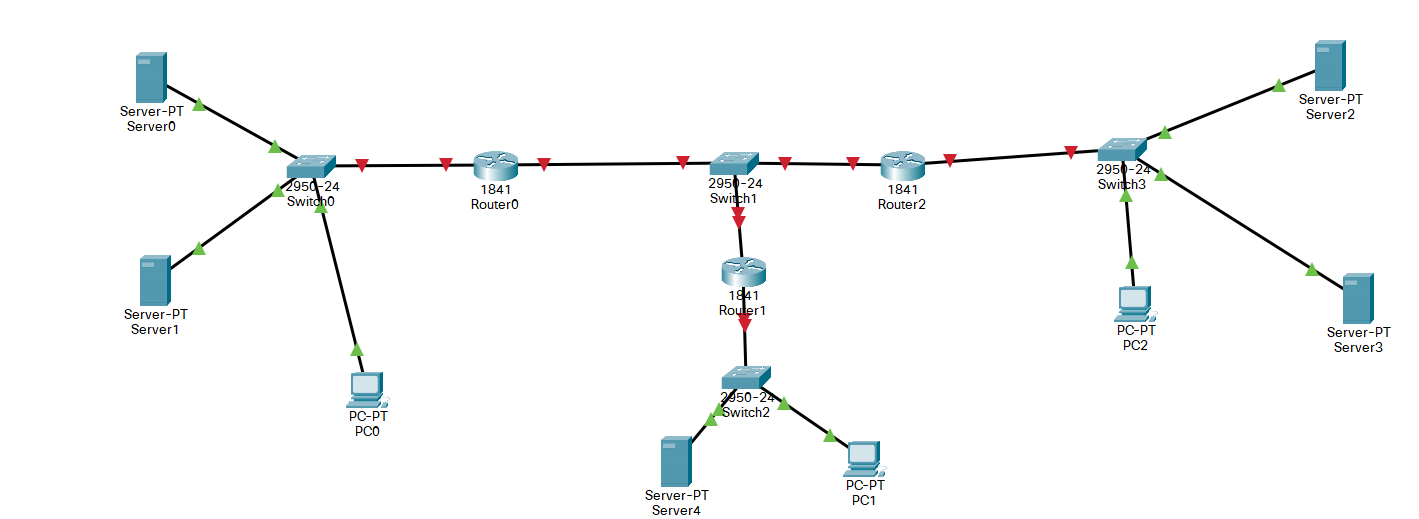 Server-PT
Server0
2950-24
Switch0
Server-PT
Server1
PC-PT
PC0
1841
Router0
2950-24
Switch1
1841
Router1
2950-24
Switch2
Server-PT
Server4
PC-PT
PC1
1841
Router2
2950-24
Switch3
Server-PT
Server2
PC-PT
PC2
Server-PT
Server3